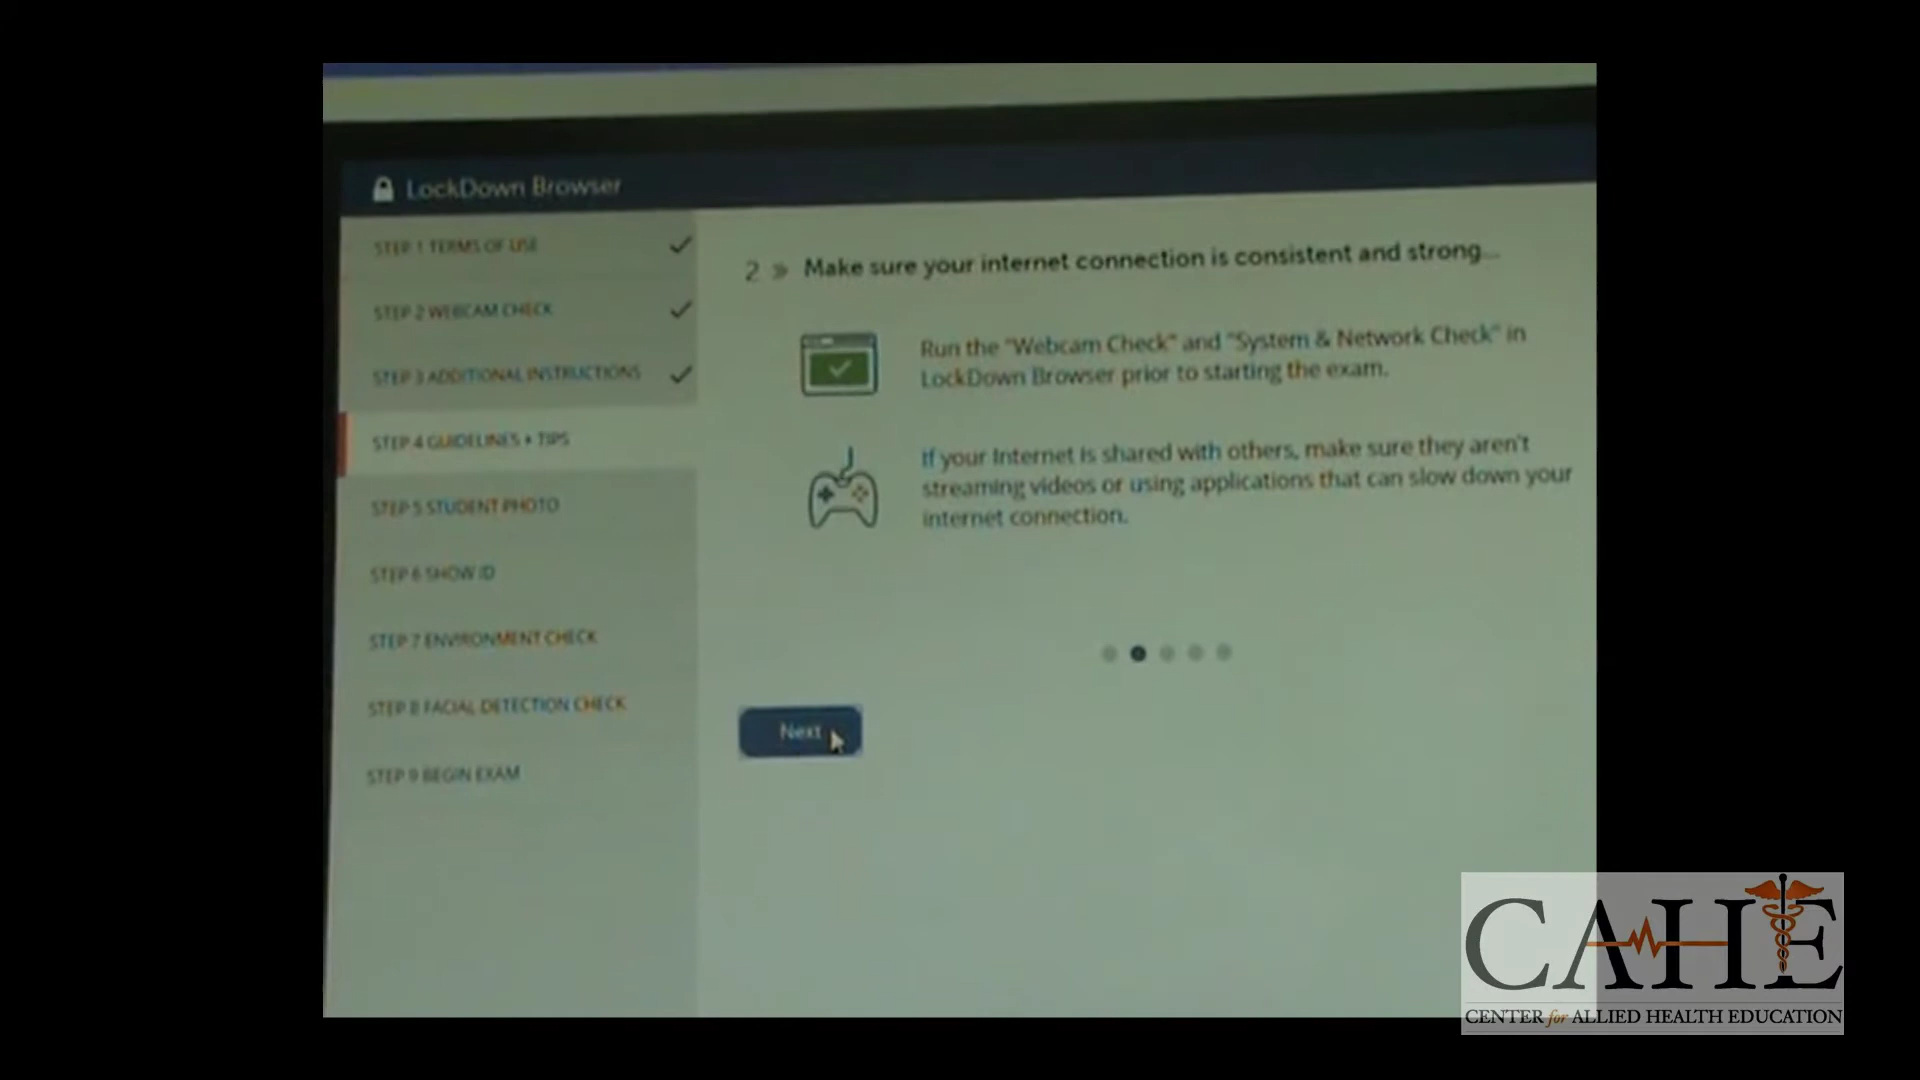 LockDown Browser
STEP 1 TERMS OF USE
STEP 2 WEBCAM CHECK
STEP 3 ADDITIONAL INSTRUCTIONS
STEP 4 GUIDELINES + TIPS
STEP 5 STUDENT PHOTO
STEP 6 SHOW ID
STEP 7 ENVIRONMENT CHECK
STEP 8 FACIAL DETECTION CHECK
STEP 9 BEGIN EXAM
2 » Make sure your internet connection is consistent and strong...
Run the "Webcam Check" and "System & Network Check" in
LockDown Browser prior to starting the exam.
If your Internet is shared with others, make sure they aren't
streaming videos or using applications that can slow down your
internet connection.
Next
CAHE
CENTER for ALLIED HEALTH EDUCATION